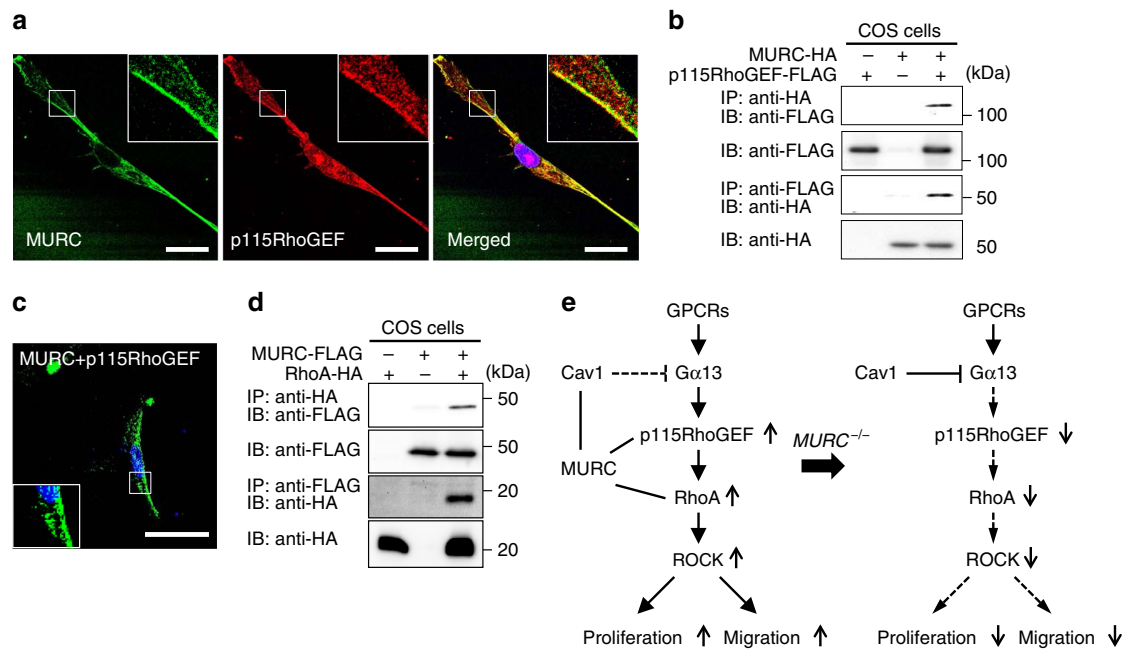 a
MURC
p115RhoGEF
Merged
b
COS cells
MURC-HA – + +
p115RhoGEF-FLAG + – + (kDa)
IP: anti-HA
IB: anti-FLAG
100
IB: anti-FLAG
100
IP: anti-FLAG
IB: anti-HA
50
IB: anti-HA
50
c
MURC+p115RhoGEF
d
COS cells
MURC-FLAG – + +
RhoA-HA + – + (kDa)
IP: anti-HA
IB: anti-FLAG
50
IB: anti-FLAG
50
IP: anti-FLAG
IB: anti-HA
20
IB: anti-HA
20
e
GPCRs
Cav1
Gα13
p115RhoGEF
MURC
RhoA
ROCK
Proliferation
Migration
MURC–/–
GPCRs
Cav1
Gα13
p115RhoGEF
RhoA
ROCK
Proliferation
Migration